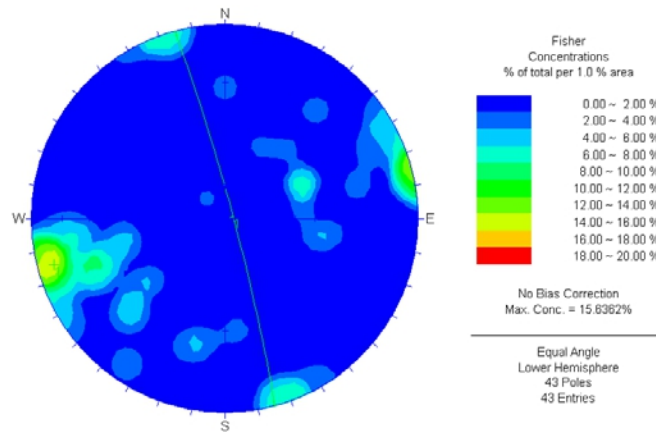 N
W
E
S
Fisher
Concentrations
% of total per 1.0 % area
0.00 ~ 2.00 %
2.00 ~ 4.00 %
4.00 ~ 6.00 %
6.00 ~ 8.00 %
8.00 ~ 10.00 %
10.00 ~ 12.00 %
12.00 ~ 14.00 %
14.00 ~ 16.00 %
16.00 ~ 18.00 %
18.00 ~ 20.00 %
No Bias Correction
Max. Conc. = 15.6362%
Equal Angle
Lower Hemisphere
43 Poles
43 Entries